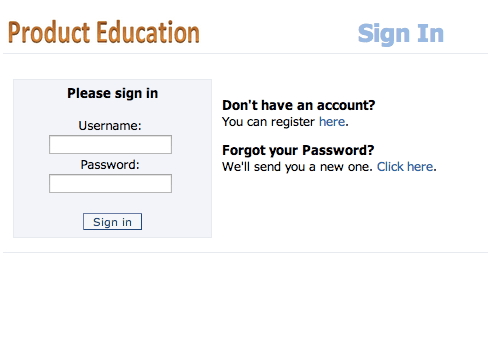 Product Education
Sign In
Please sign in
Username:
Password:
Sign in
Don't have an account?
You can register here.
Forgot your Password?
We'll send you a new one. Click here.